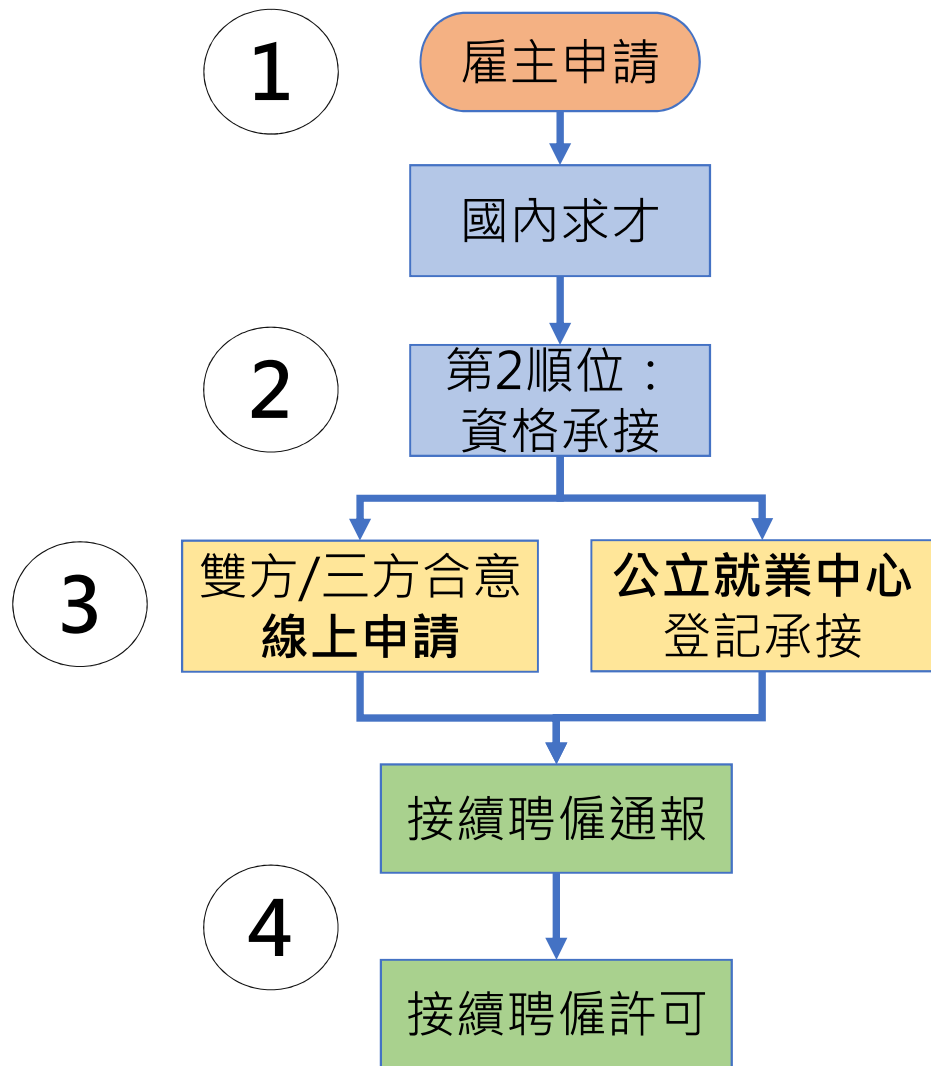 1
雇主申請
國內求才
2
第2順位：
資格承接
3
雙方/三方合意
線上申請
公立就業中心
登記承接
接續聘僱通報
4
接續聘僱許可